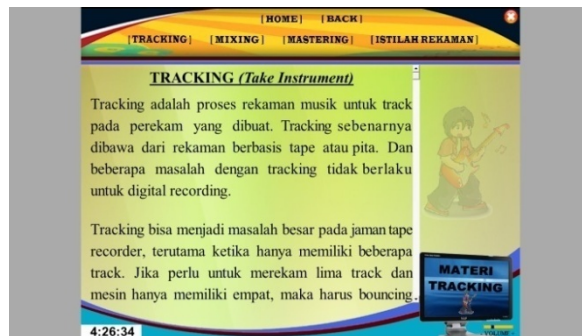 [HOME] [BACK]
[TRACKING] [MIXING] [MASTERING] [ISTILAH REKAMAN]
TRACKING (Take Instrument)
Tracking adalah proses rekaman musik untuk track
pada perekam yang dibuat. Tracking sebenarnya
dibawa dari rekaman berbasis tape atau pita. Dan
beberapa masalah dengan tracking tidak berlaku
untuk digital recording.
Tracking bisa menjadi masalah besar pada jaman tape
recorder, terutama ketika hanya memiliki beberapa
track. Jika perlu untuk merekam lima track dan
mesin hanya memiliki empat, maka harus bouncing.
MATERI
TRACKING
4:26:34
- VOLUME -